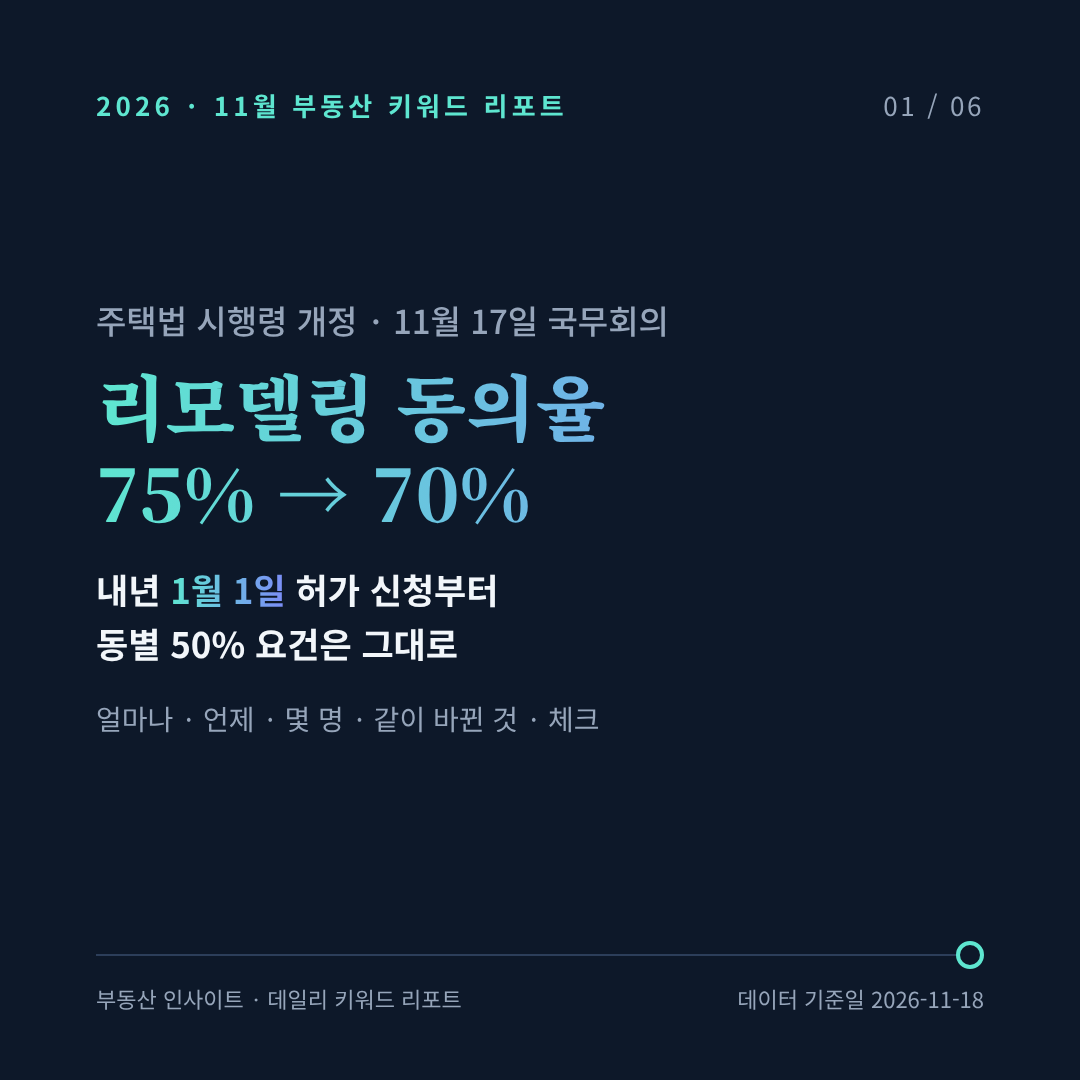 2026 · 11월 부동산 키워드 리포트
01 / 06
주택법 시행령 개정 · 11월 17일 국무회의
리모델링 동의율
75% → 70%
내년 1월 1일 허가 신청부터
동별 50% 요건은 그대로
얼마나 · 언제 · 몇 명 · 같이 바뀐 것 · 체크
부동산 인사이트 · 데일리 키워드 리포트
데이터 기준일 2026-11-18